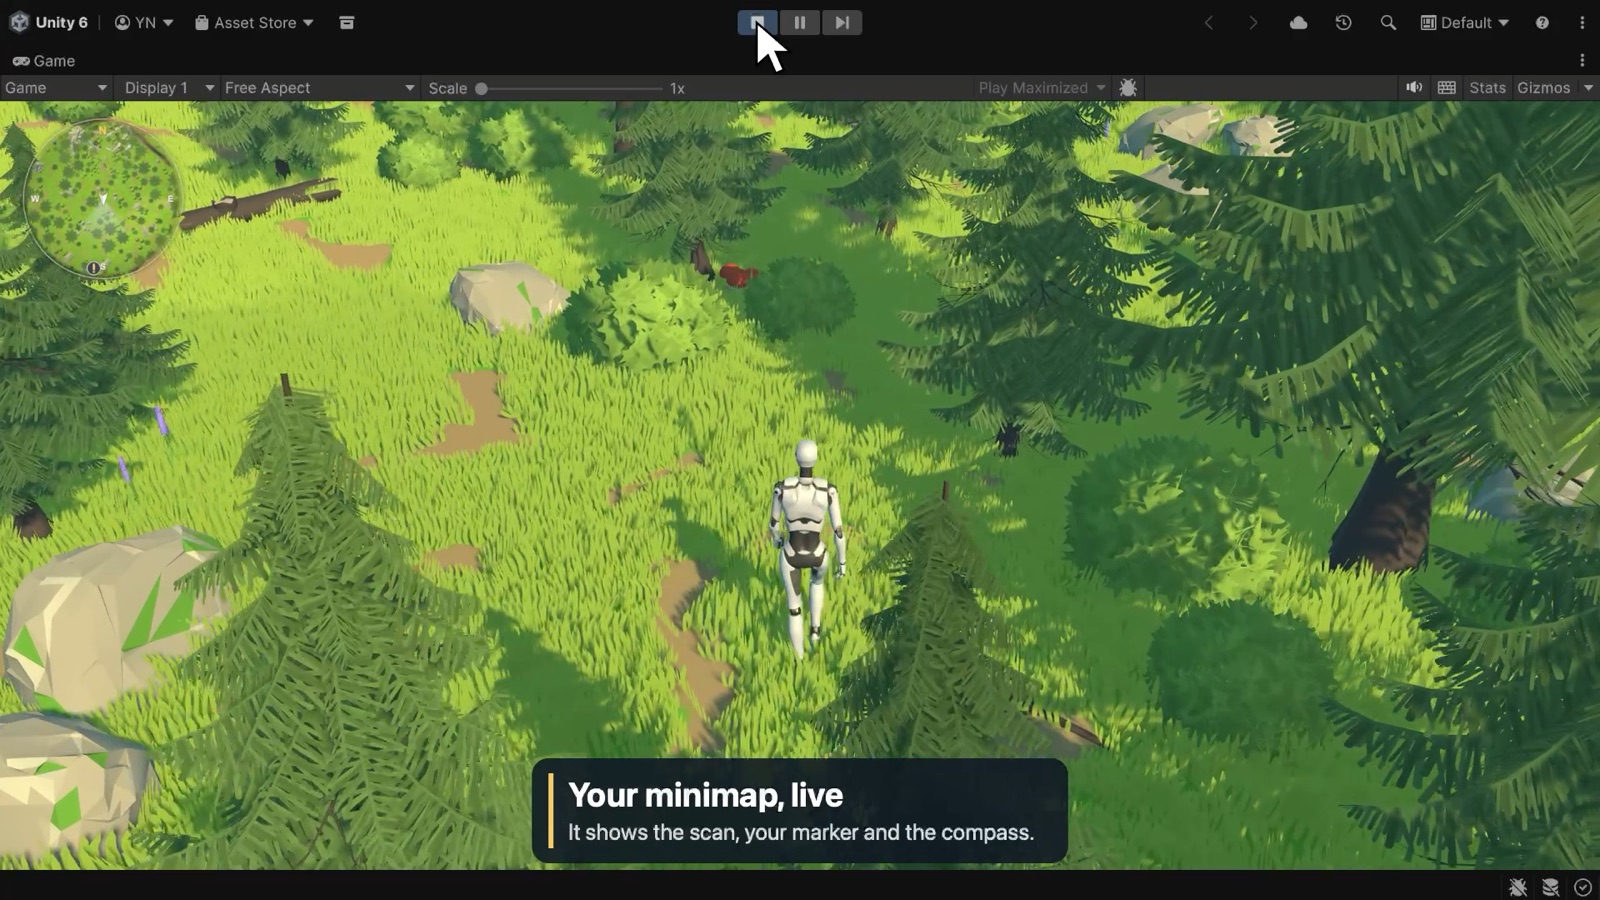 Unity 6 YN Asset Store Default
Game
Game Display 1 Free Aspect Scale 1x Play Maximized Stats Gizmos
N
W E
S
Your minimap, live
It shows the scan, your marker and the compass.